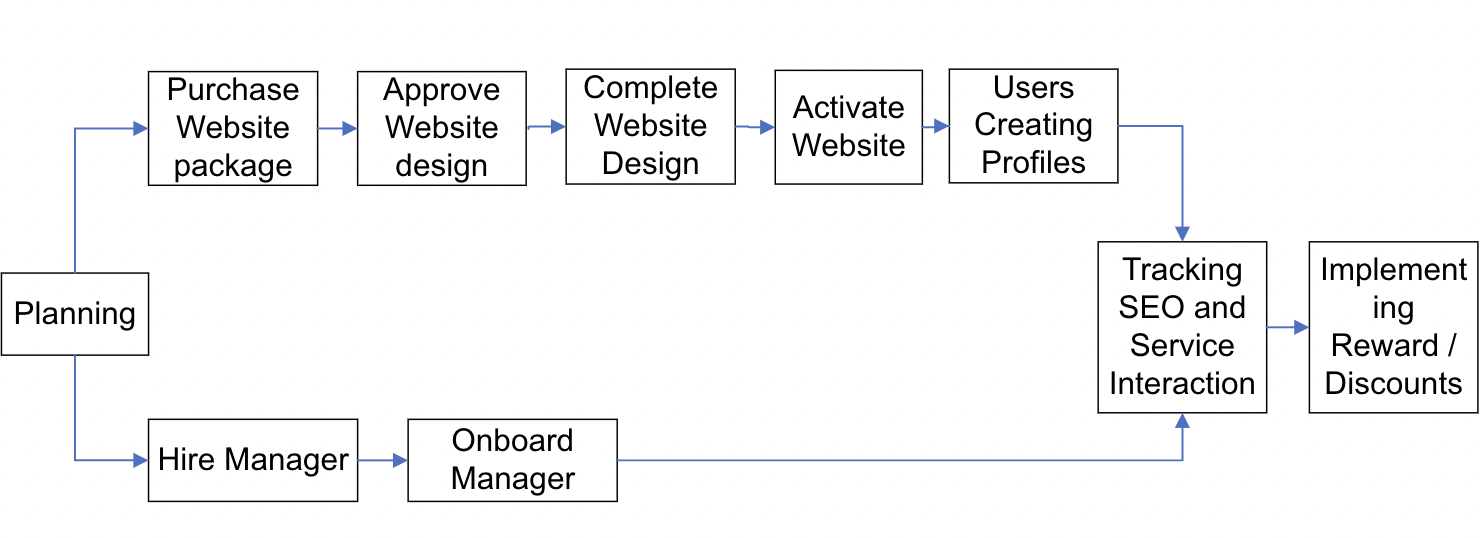 Purchase
Website
package
Approve
Website
design
Complete
Website
Design
Activate
Website
Users
Creating
Profiles
Planning
Tracking
SEO and
Service
Interaction
Implement
ing
Reward /
Discounts
Hire Manager
Onboard
Manager